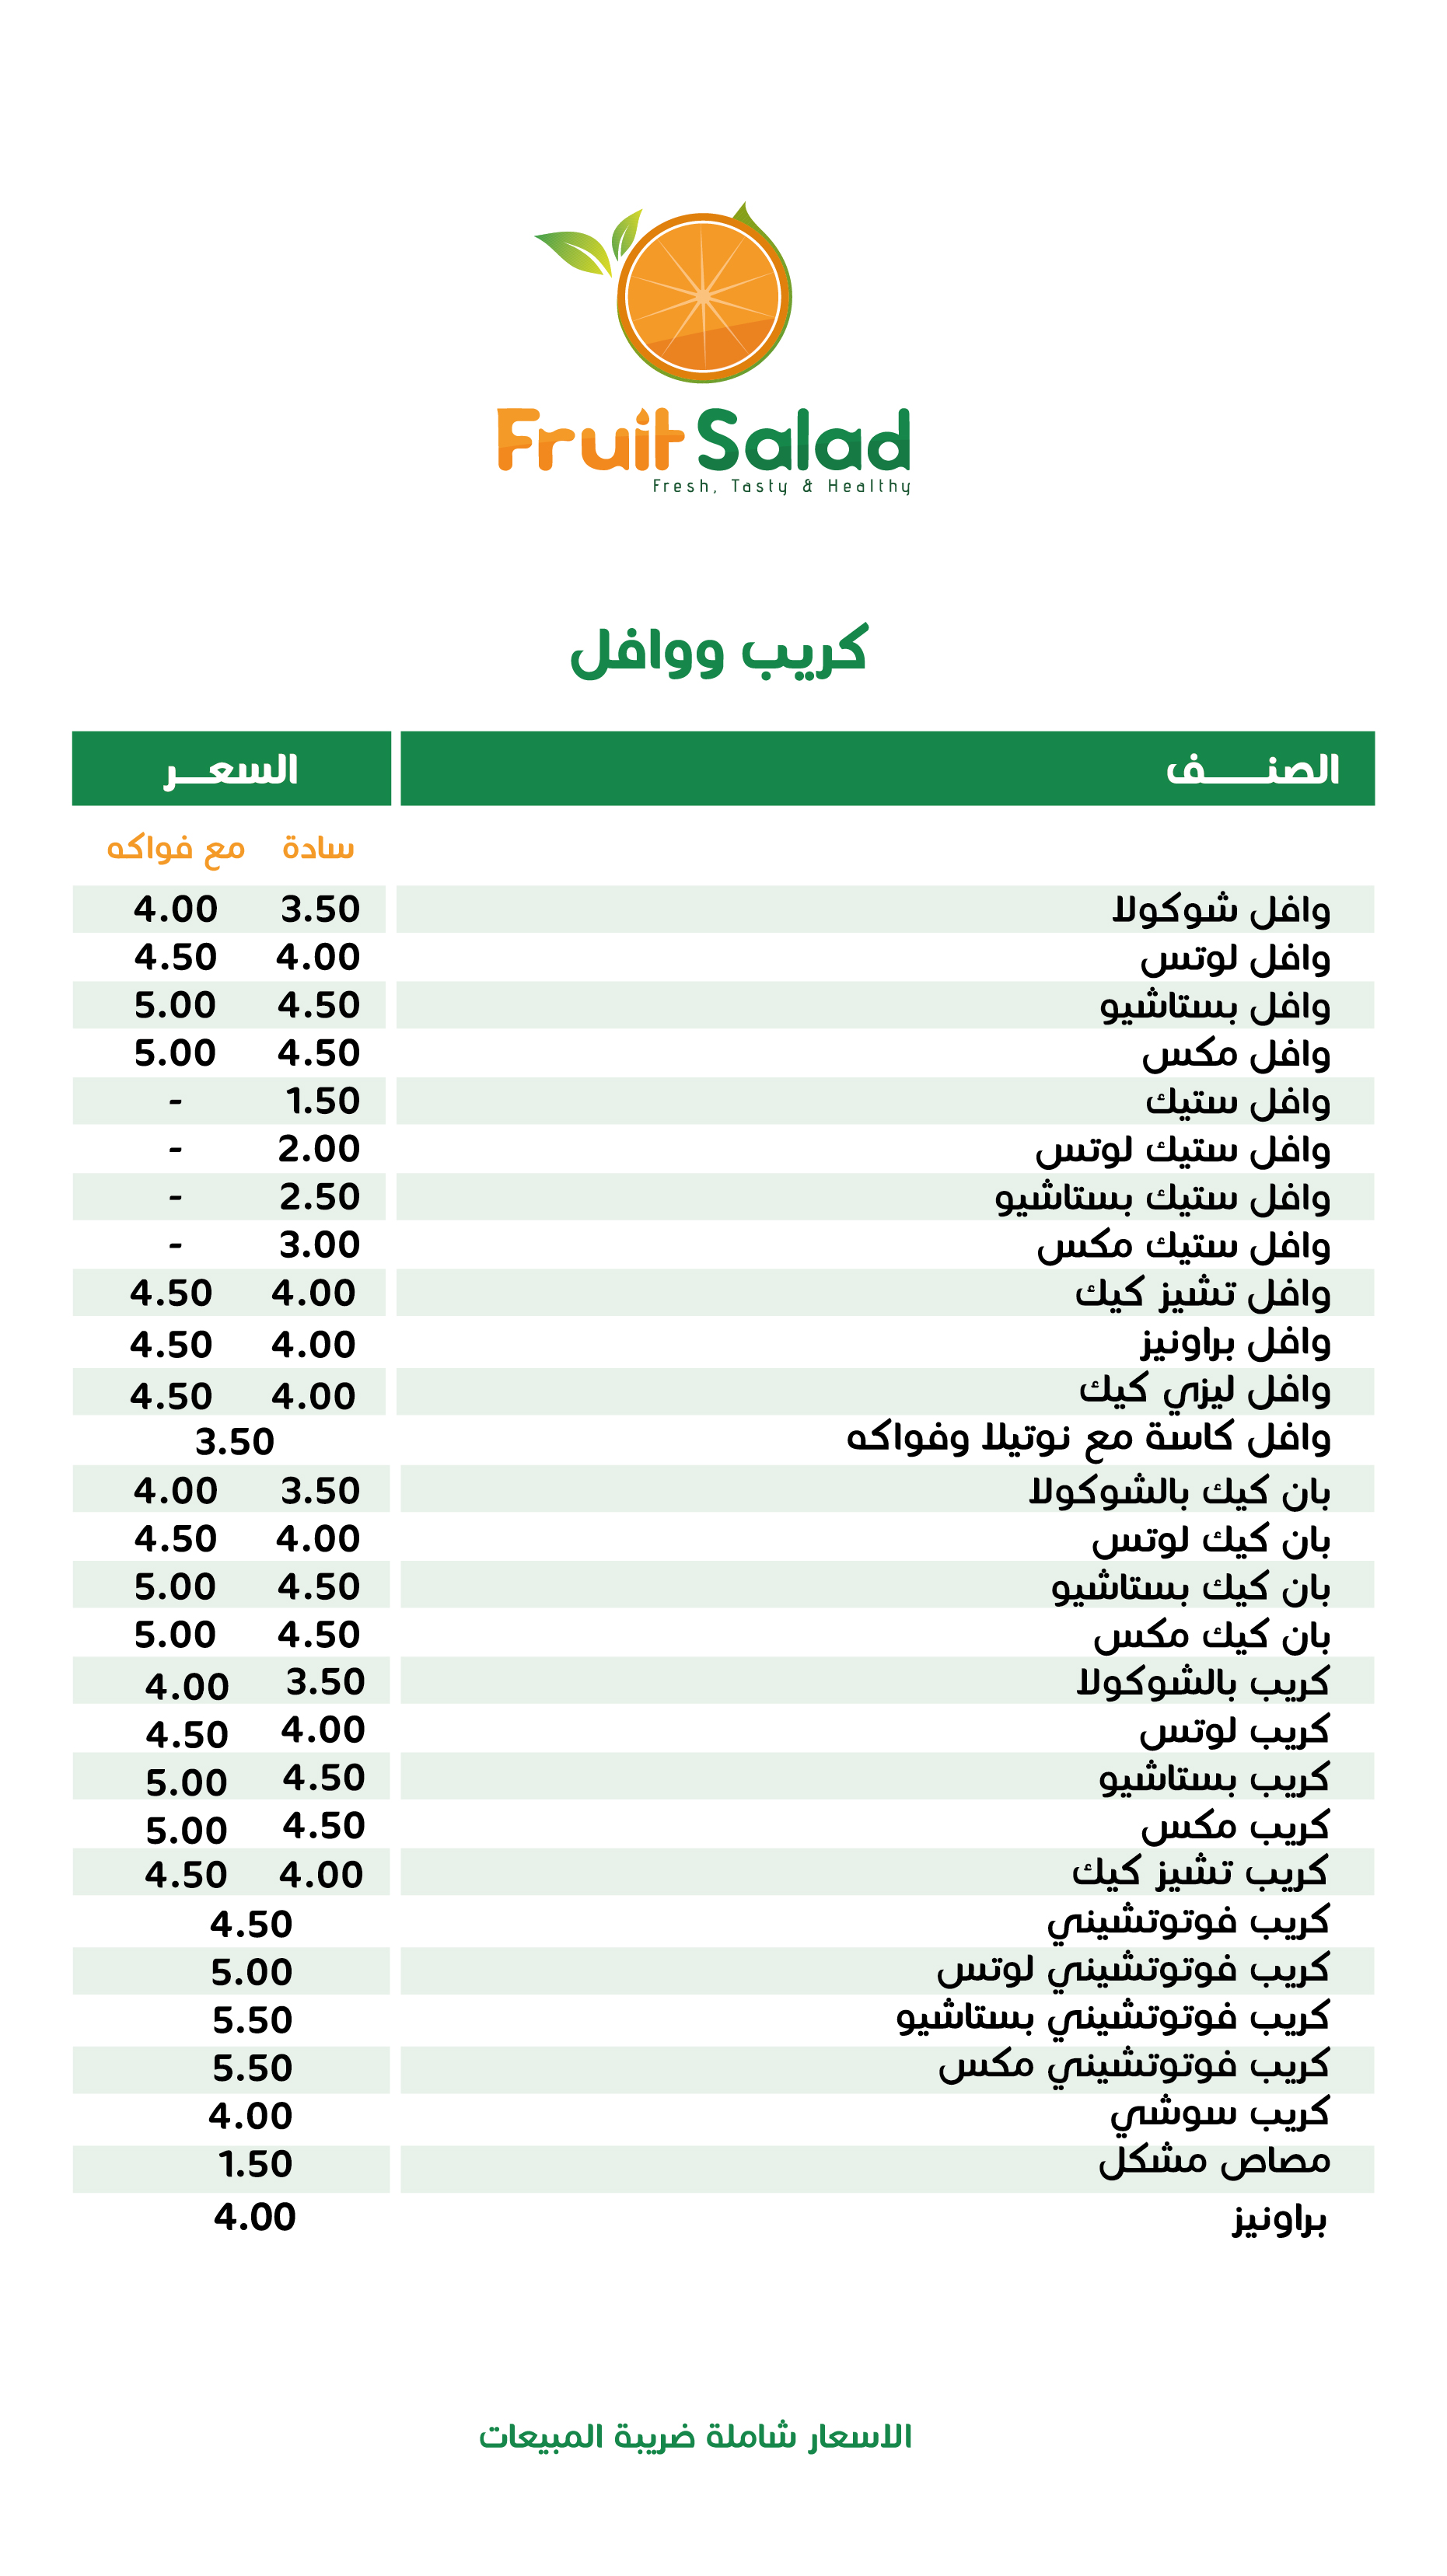 Fruit Salad
Fresh, Tasty & Healthy
كريب ووافل
الصنــــف السعــر
سادة مع فواكه
وافل شوكولا 3.50 4.00
وافل لوتس 4.00 4.50
وافل بستاشيو 4.50 5.00
وافل مكس 4.50 5.00
وافل ستيك 1.50 -
وافل ستيك لوتس 2.00 -
وافل ستيك بستاشيو 2.50 -
وافل ستيك مكس 3.00 -
وافل تشيز كيك 4.00 4.50
وافل براونيز 4.00 4.50
وافل ليزي كيك 4.00 4.50
وافل كاسة مع نوتيلا وفواكه 3.50
بان كيك بالشوكولا 3.50 4.00
بان كيك لوتس 4.00 4.50
بان كيك بستاشيو 4.50 5.00
بان كيك مكس 4.50 5.00
كريب بالشوكولا 3.50 4.00
كريب لوتس 4.00 4.50
كريب بستاشيو 4.50 5.00
كريب مكس 4.50 5.00
كريب تشيز كيك 4.00 4.50
كريب فوتوتشيني 4.50
كريب فوتوتشيني لوتس 5.00
كريب فوتوتشيني بستاشيو 5.50
كريب فوتوتشيني مكس 5.50
كريب سوشي 4.00
مصاص مشكل 1.50
براونيز 4.00
الاسعار شاملة ضريبة المبيعات